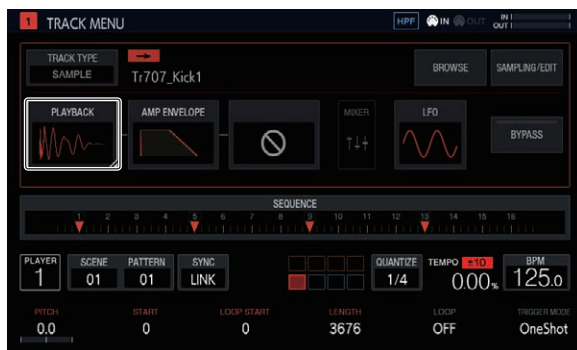 1 TRACK MENU HPF IN OUT IN OUT
TRACK TYPE
SAMPLE Tr707_Kick1 BROWSE SAMPLING/EDIT
PLAYBACK AMP ENVELOPE MIXER LFO
BYPASS
SEQUENCE
1 2 3 4 5 6 7 8 9 10 11 12 13 14 15 16
PLAYER SCENE PATTERN SYNC QUANTIZE TEMPO ±10 BPM
1 01 01 LINK 1/4 0.00% 125.0
PITCH START LOOP START LENGTH LOOP TRIGGER MODE
0.0 0 0 3676 OFF OneShot